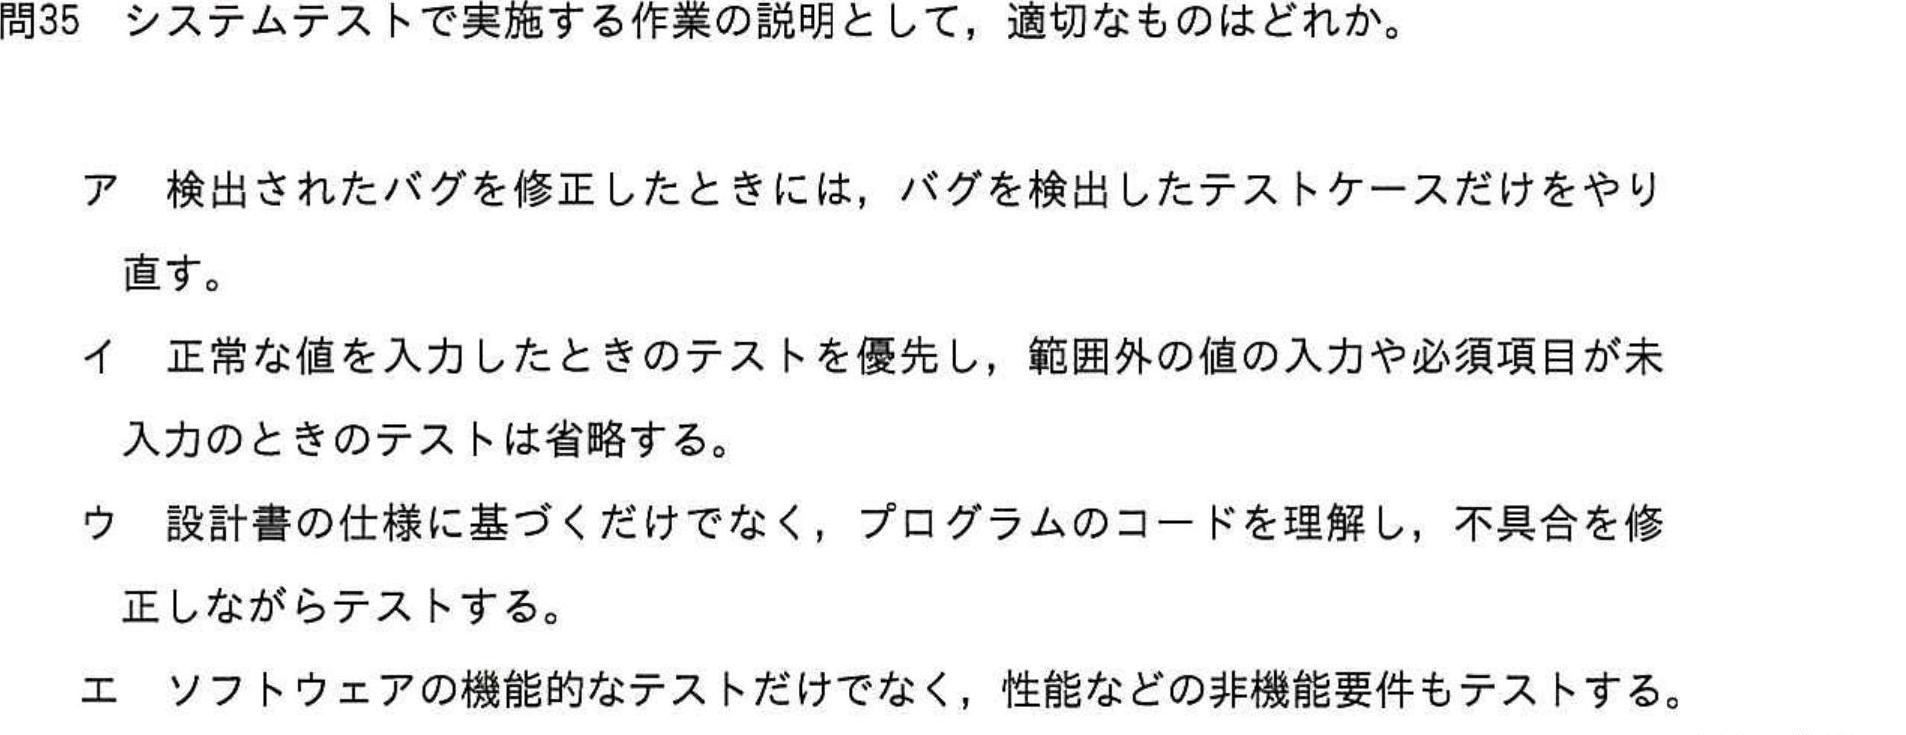 問35　システムテストで実施する作業の説明として，適切なものはどれか。
ア　検出されたバグを修正したときには，バグを検出したテストケースだけをやり
直す。
イ　正常な値を入力したときのテストを優先し，範囲外の値の入力や必須項目が未
入力のときのテストは省略する。
ウ　設計書の仕様に基づくだけでなく，プログラムのコードを理解し，不具合を修
正しながらテストする。
エ　ソフトウェアの機能的なテストだけでなく，性能などの非機能要件もテストする。